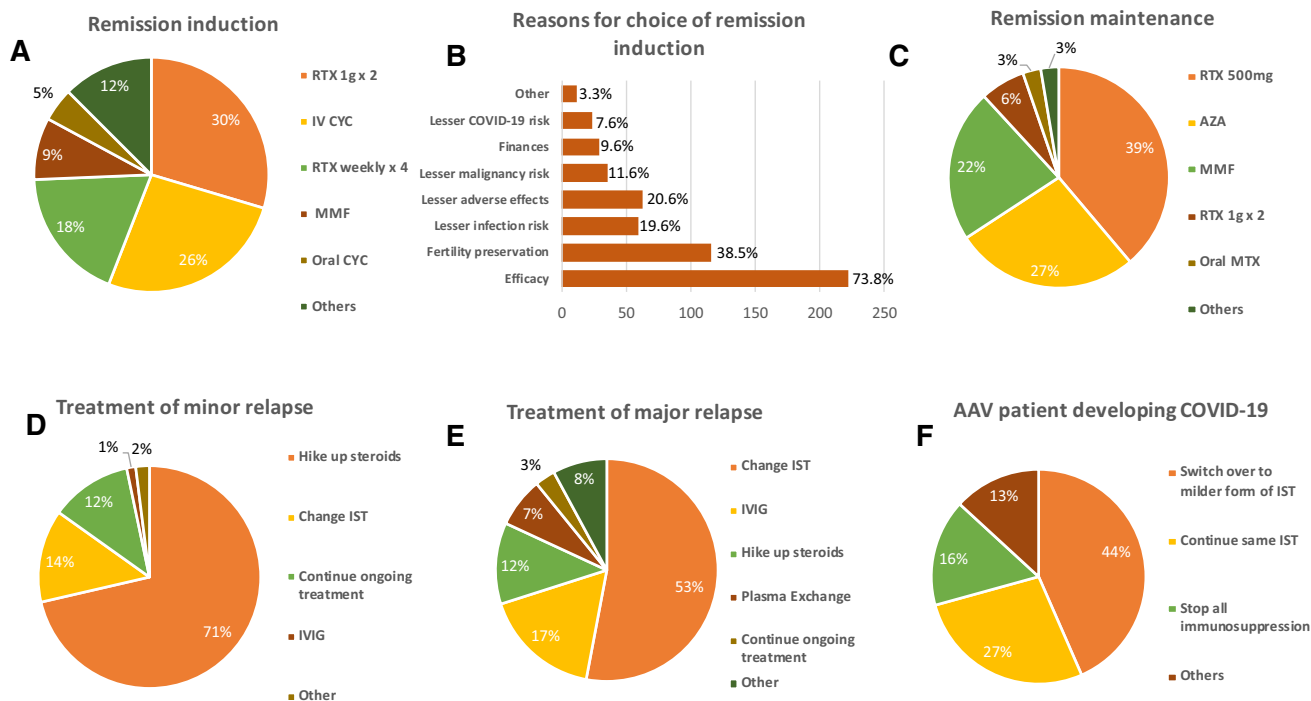 A
Remission induction
12%
5%
9%
18%
26%
30%
RTX 1g x 2
IV CYC
RTX weekly x 4
MMF
Oral CYC
Others
B
Reasons for choice of remission
induction
Other 3.3%
Lesser COVID-19 risk 7.6%
Finances 9.6%
Lesser malignancy risk 11.6%
Lesser adverse effects 20.6%
Lesser infection risk 19.6%
Fertility preservation 38.5%
Efficacy 73.8%
0 50 100 150 200 250
C
Remission maintenance
3%
3%
6%
22%
27%
39%
RTX 500mg
AZA
MMF
RTX 1g x 2
Oral MTX
Others
D
Treatment of minor relapse
1% 2%
12%
14%
71%
Hike up steroids
Change IST
Continue ongoing
treatment
IVIG
Other
E
Treatment of major relapse
3%
8%
7%
12%
17%
53%
Change IST
IVIG
Hike up steroids
Plasma Exchange
Continue ongoing
treatment
Other
F
AAV patient developing COVID-19
13%
16%
27%
44%
Switch over to
milder form of IST
Continue same IST
Stop all
immunosuppression
Others